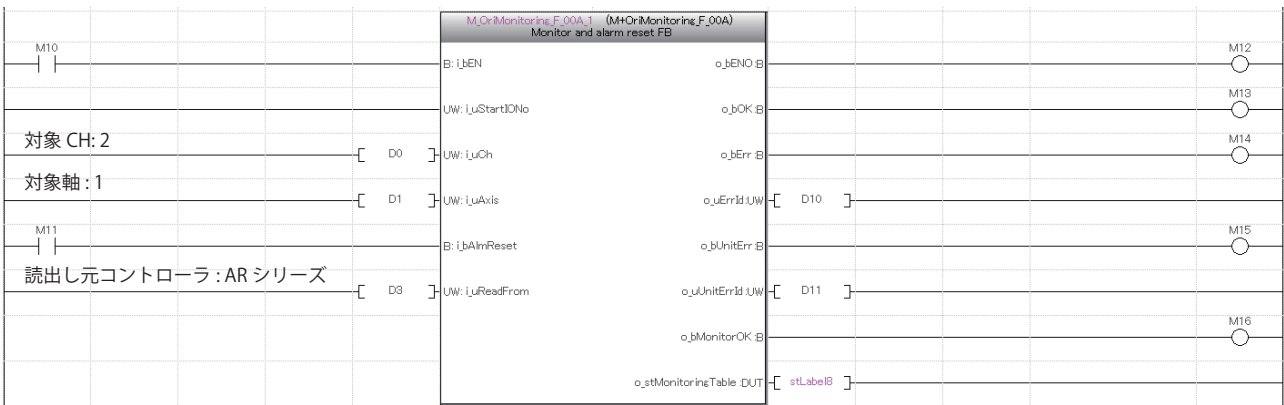 M_OriMonitoring_F_00A_1 (M+OriMonitoring_F_00A)
Monitor and alarm reset FB
M10
B: i_bEN
o_bENO :B
M12
UW: i_uStartIONo
o_bOK :B
M13
対象 CH: 2
D0
UW: i_uCh
o_bErr :B
M14
対象軸 : 1
D1
UW: i_uAxis
o_uErrId :UW
D10
M11
B: i_bAlmReset
o_bUnitErr :B
M15
読出し元コントローラ : AR シリーズ
D3
UW: i_uReadFrom
o_uUnitErrId :UW
D11
o_bMonitorOK :B
M16
o_stMonitoringTable :DUT
stLabel8